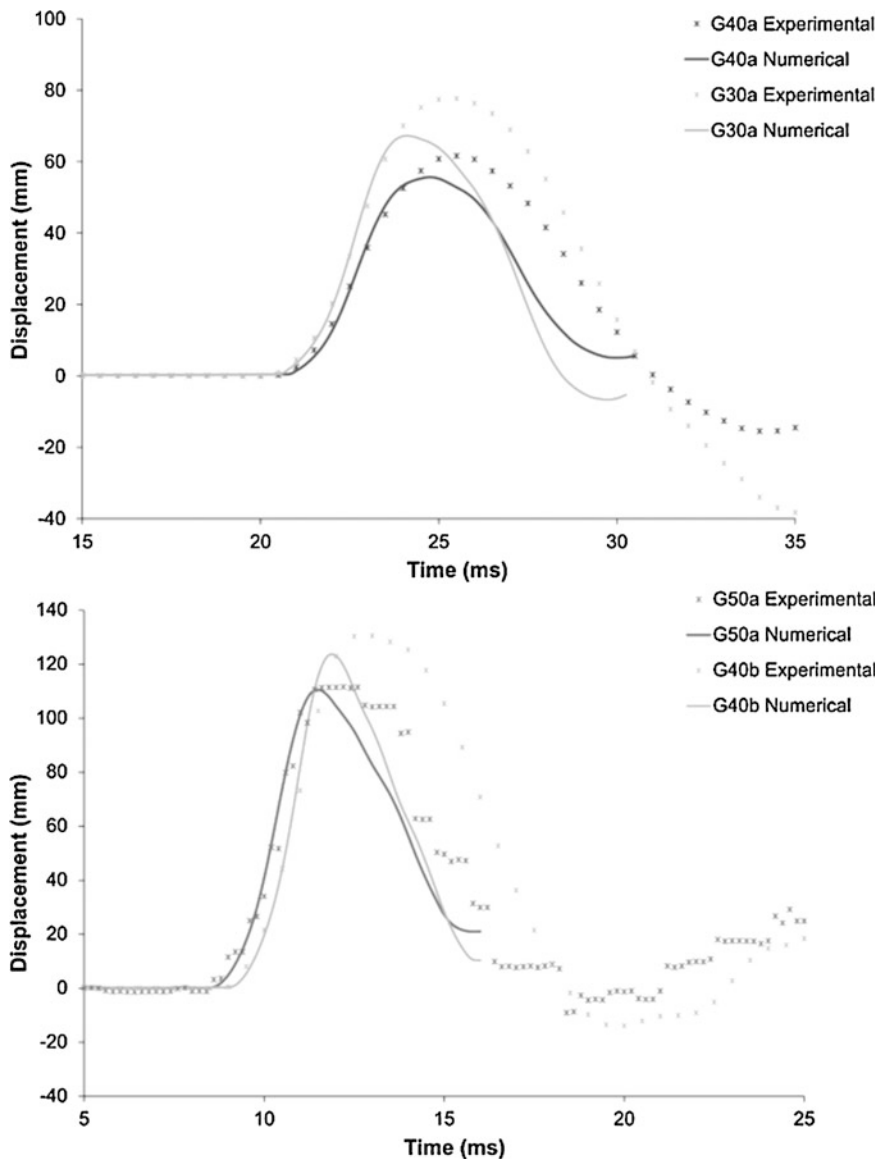 100
80
60
40
20
0
-20
-40
Displacement (mm)
15
20
25
30
35
Time (ms)
× G40a Experimental
G40a Numerical
× G30a Experimental
G30a Numerical
140
120
100
80
60
40
20
0
-20
-40
Displacement (mm)
5
10
15
20
25
Time (ms)
× G50a Experimental
G50a Numerical
× G40b Experimental
G40b Numerical